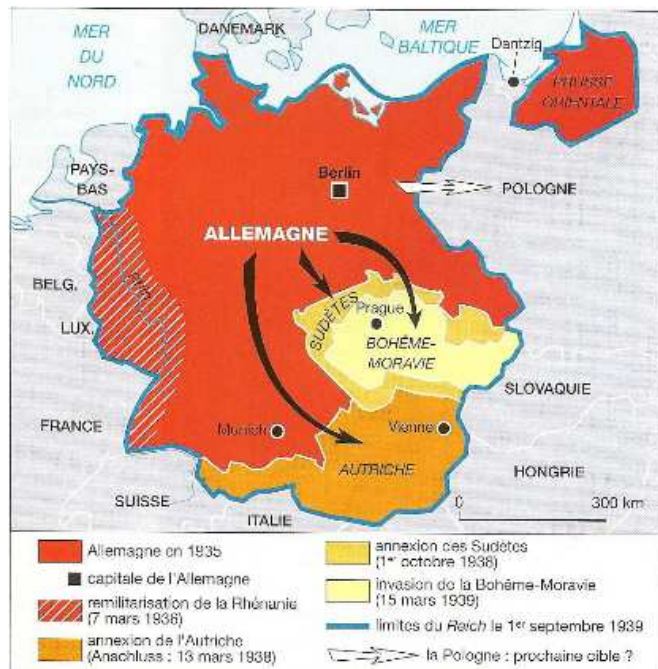 MER
DU
NORD
DANEMARK
MER
BALTIQUE
Dantzig
PRUSSE
ORIENTALE
PAYS-
BAS
Berlin
POLOGNE
ALLEMAGNE
BELG.
LUX.
SUDÈTES
Prague
BOHÊME-
MORAVIE
SLOVAQUIE
FRANCE
Munich
Vienne
AUTRICHE
HONGRIE
SUISSE
ITALIE
0 300 km
Allemagne en 1935
capitale de l'Allemagne
remilitarisation de la Rhénanie
(7 mars 1936)
annexion de l'Autriche
(Anschluss : 13 mars 1938)
annexion des Sudètes
(1er octobre 1938)
invasion de la Bohême-Moravie
(15 mars 1939)
limites du Reich le 1er septembre 1939
la Pologne : prochaine cible ?